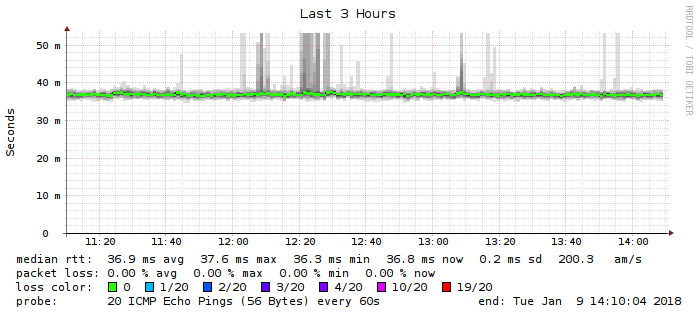 Last 3 Hours
RRDTOOL / TOBI OETIKER
Seconds
50 m
40 m
30 m
20 m
10 m
0
11:20 11:40 12:00 12:20 12:40 13:00 13:20 13:40 14:00
median rtt: 36.9 ms avg 37.6 ms max 36.3 ms min 36.8 ms now 0.2 ms sd 200.3 am/s
packet loss: 0.00 % avg 0.00 % max 0.00 % min 0.00 % now
loss color: 0 1/20 2/20 3/20 4/20 10/20 19/20
probe: 20 ICMP Echo Pings (56 Bytes) every 60s end: Tue Jan 9 14:10:04 2018